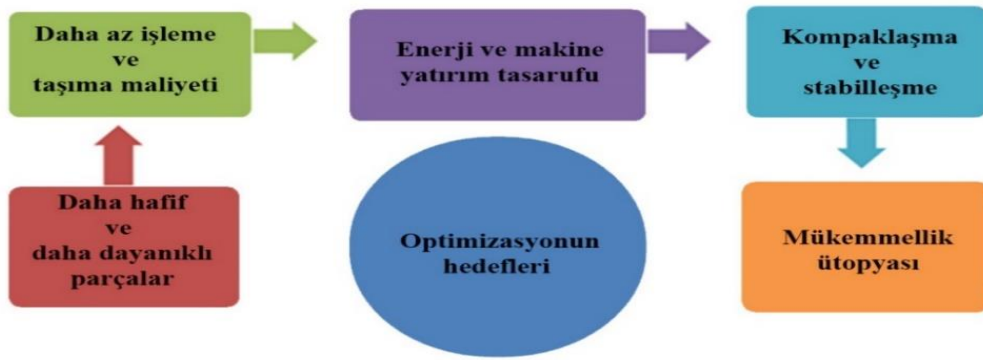 Daha az işleme
ve
taşıma maliyeti
Enerji ve makine
yatırım tasarufu
Kompaklaşma
ve
stabilleşme
Daha hafif
ve
daha dayanıklı
parçalar
Optimizasyonun
hedefleri
Mükemmellik
ütopyası